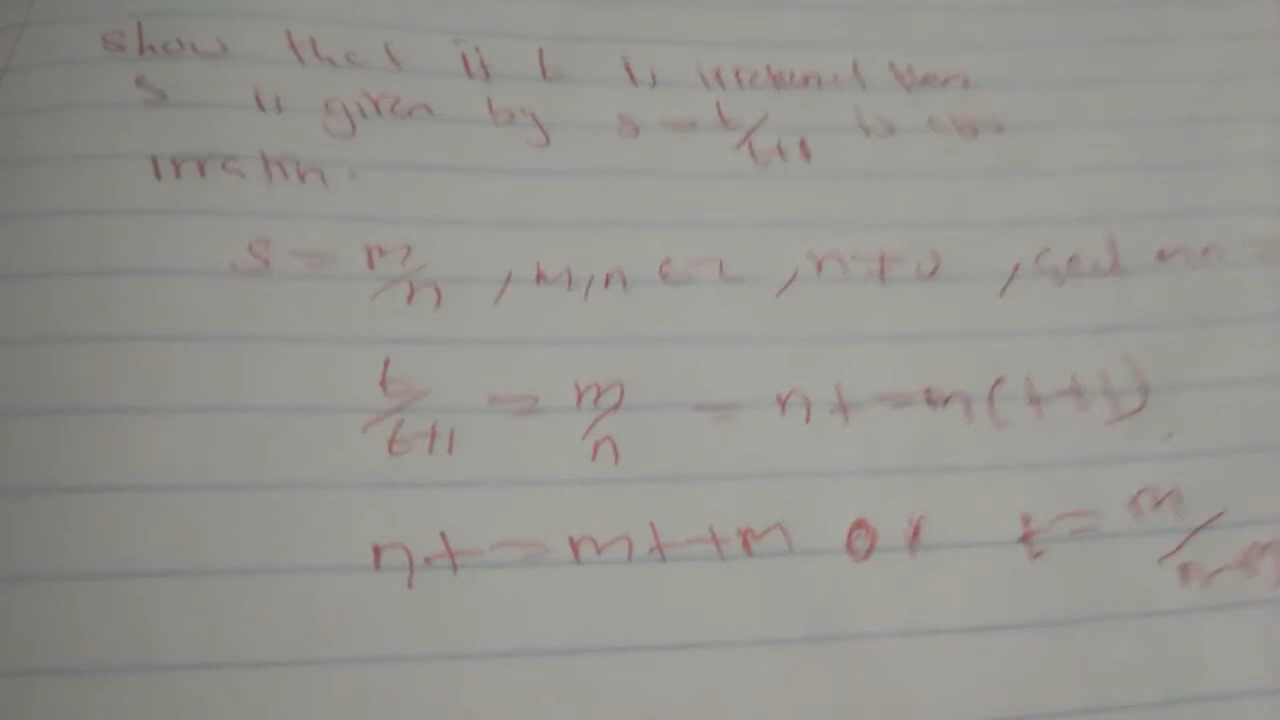 show that if t is irrational then
s is given by s = t/t+1 is also
irratin.
s = m/n , m,n ∈ z , n ≠ 0 ,
t/t+1 = m/n = nt = m(t+1)
nt = mt+m or t = m/n-m